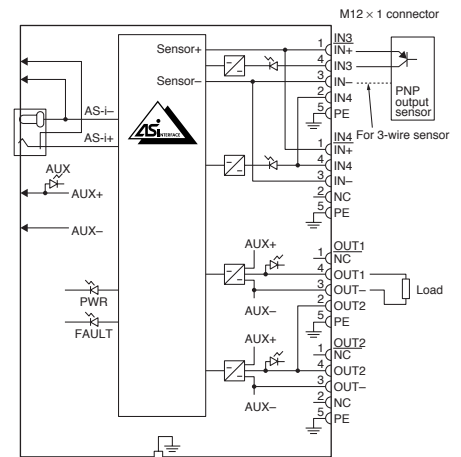 M12 × 1 connector
IN3
Sensor+
1 IN+
4 IN3
Sensor–
3 IN–
2 IN4
5 PE
PNP
output
sensor
For 3-wire sensor
AS-i–
AS-i+
ASi
INTERFACE
IN4
1 IN+
4 IN4
3 IN–
2 NC
5 PE
AUX
AUX+
AUX–
AUX+
OUT1
1 NC
4 OUT1
3 OUT–
2 OUT2
5 PE
Load
AUX–
PWR
FAULT
AUX+
OUT2
1 NC
4 OUT2
3 OUT–
2 NC
5 PE
AUX–